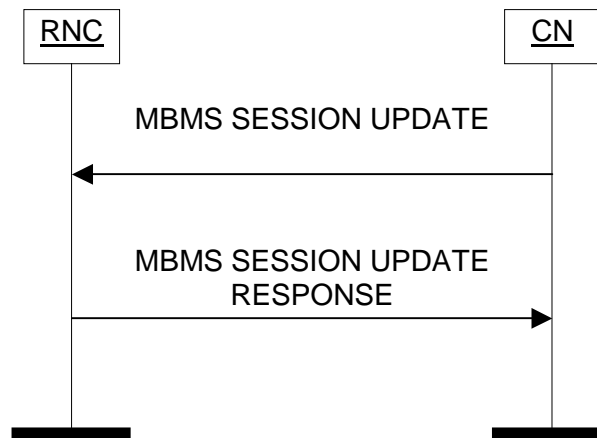 RNC
CN
MBMS SESSION UPDATE
MBMS SESSION UPDATE
RESPONSE